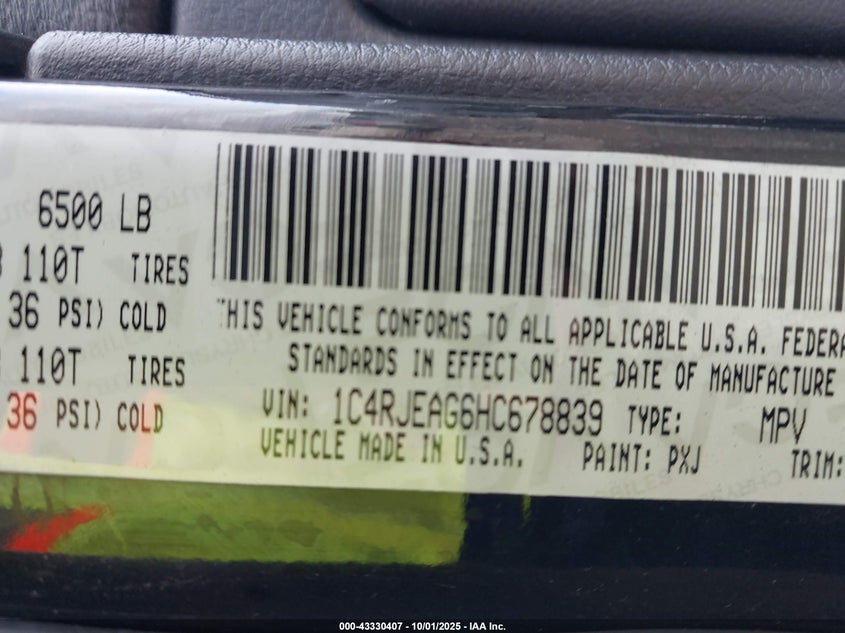 6500 LB
110T TIRES
36 PSI) COLD
110T TIRES
36 PSI) COLD
THIS VEHICLE CONFORMS TO ALL APPLICABLE U.S.A. FEDERA
STANDARDS IN EFFECT ON THE DATE OF MANUFACTURE
VIN: 1C4RJEAG6HC678839 TYPE: MPV
VEHICLE MADE IN U.S.A. PAINT: PXJ TRIM:
000-43330407 - 10/01/2025 - IAA Inc.